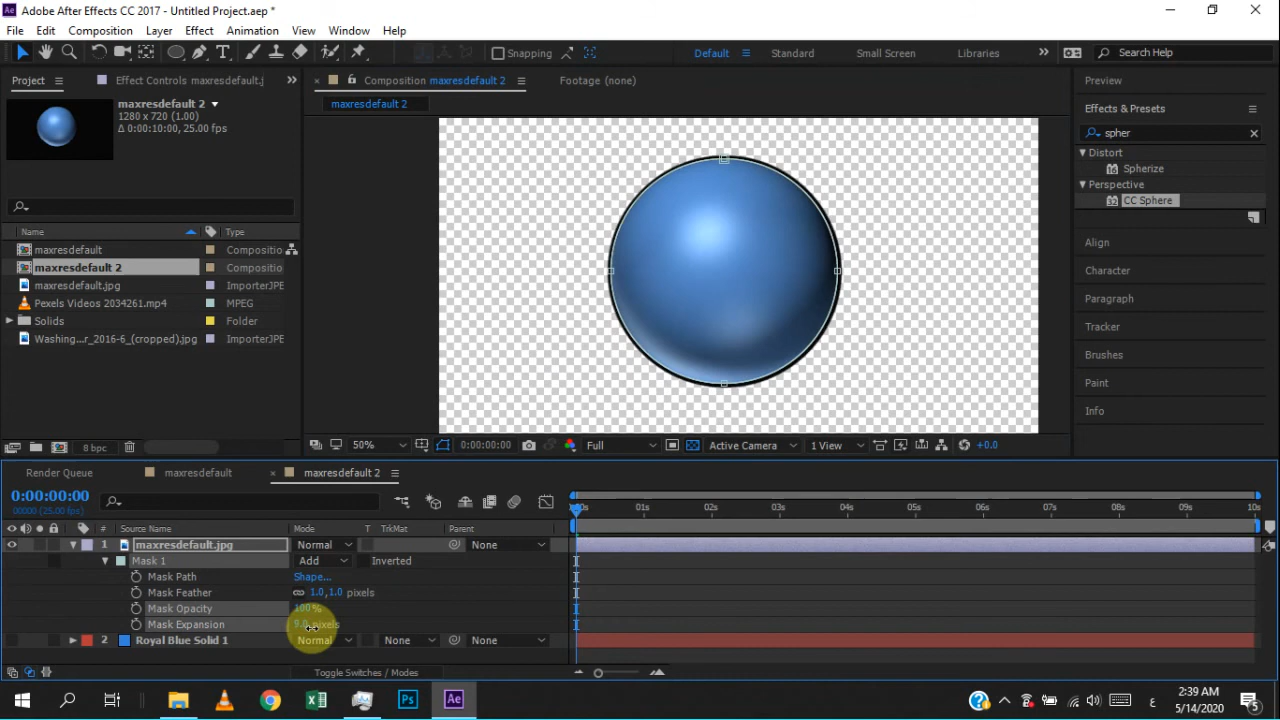 Adobe After Effects CC 2017 - Untitled Project.aep *
File Edit Composition Layer Effect Animation View Window Help
Snapping Default Standard Small Screen Libraries Search Help
Project Effect Controls maxresdefault.j Composition maxresdefault 2 Footage (none) Preview
maxresdefault 2
1280 x 720 (1.00)
Δ 0:00:10:00, 25.00 fps
maxresdefault 2
Effects & Presets
spher
Distort
Spherize
Perspective
CC Sphere
Name Type
maxresdefault Compositio
maxresdefault 2 Compositio
maxresdefault.jpg ImporterJPE
Pexels Videos 2034261.mp4 MPEG
Solids Folder
Washing...r_2016-6_(cropped).jpg ImporterJPE
Align
Character
Paragraph
Tracker
Brushes
Paint
Info
8 bpc
50% 0:00:00:00 Full Active Camera 1 View +0.0
Render Queue maxresdefault maxresdefault 2
0:00:00:00
00000 (25.00 fps)
# Source Name Mode T TrkMat Parent
01s 02s 03s 04s 05s 06s 07s 08s 09s 10s
1 maxresdefault.jpg Normal None
Mask 1 Add Inverted
Mask Path Shape...
Mask Feather 1.0,1.0 pixels
Mask Opacity 100%
Mask Expansion 9.0 pixels
2 Royal Blue Solid 1 Normal None None
Toggle Switches / Modes
Ps Ae
ع 2:39 AM
5/14/2020 5